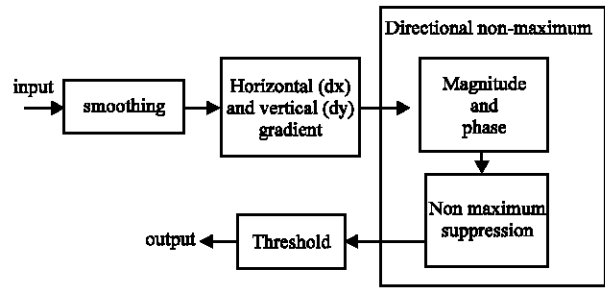 Directional non-maximum
input
smoothing
Horizontal (dx)
and vertical (dy)
gradient
Magnitude
and
phase
Non maximum
suppression
Threshold
output